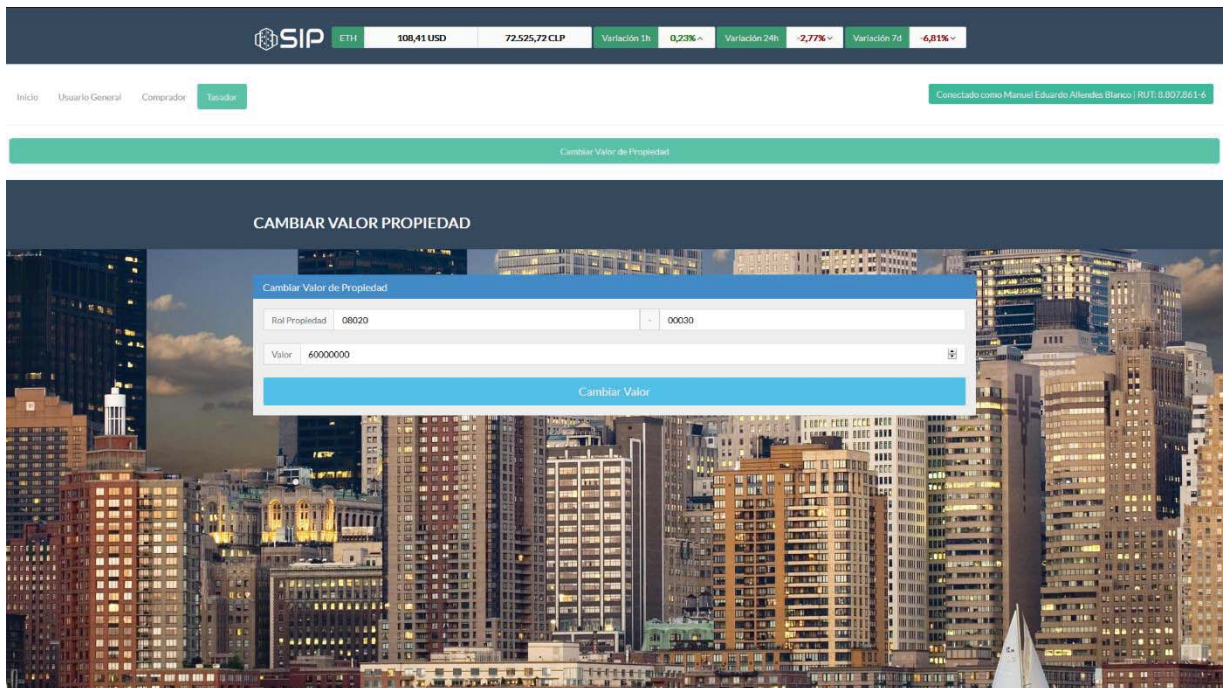 SIP ETH 108,41 USD 72.525,72 CLP Variación 1h 0,23% Variación 24h -2,77% Variación 7d -6,81%
Inicio Usuario General Comprador Tasador Conectado como Manuel Eduardo Allendes Blanco | RUT: 8.807.861-6
Cambiar Valor de Propiedad
CAMBIAR VALOR PROPIEDAD
Cambiar Valor de Propiedad
Rol Propiedad 08020 - 00030
Valor 60000000
Cambiar Valor